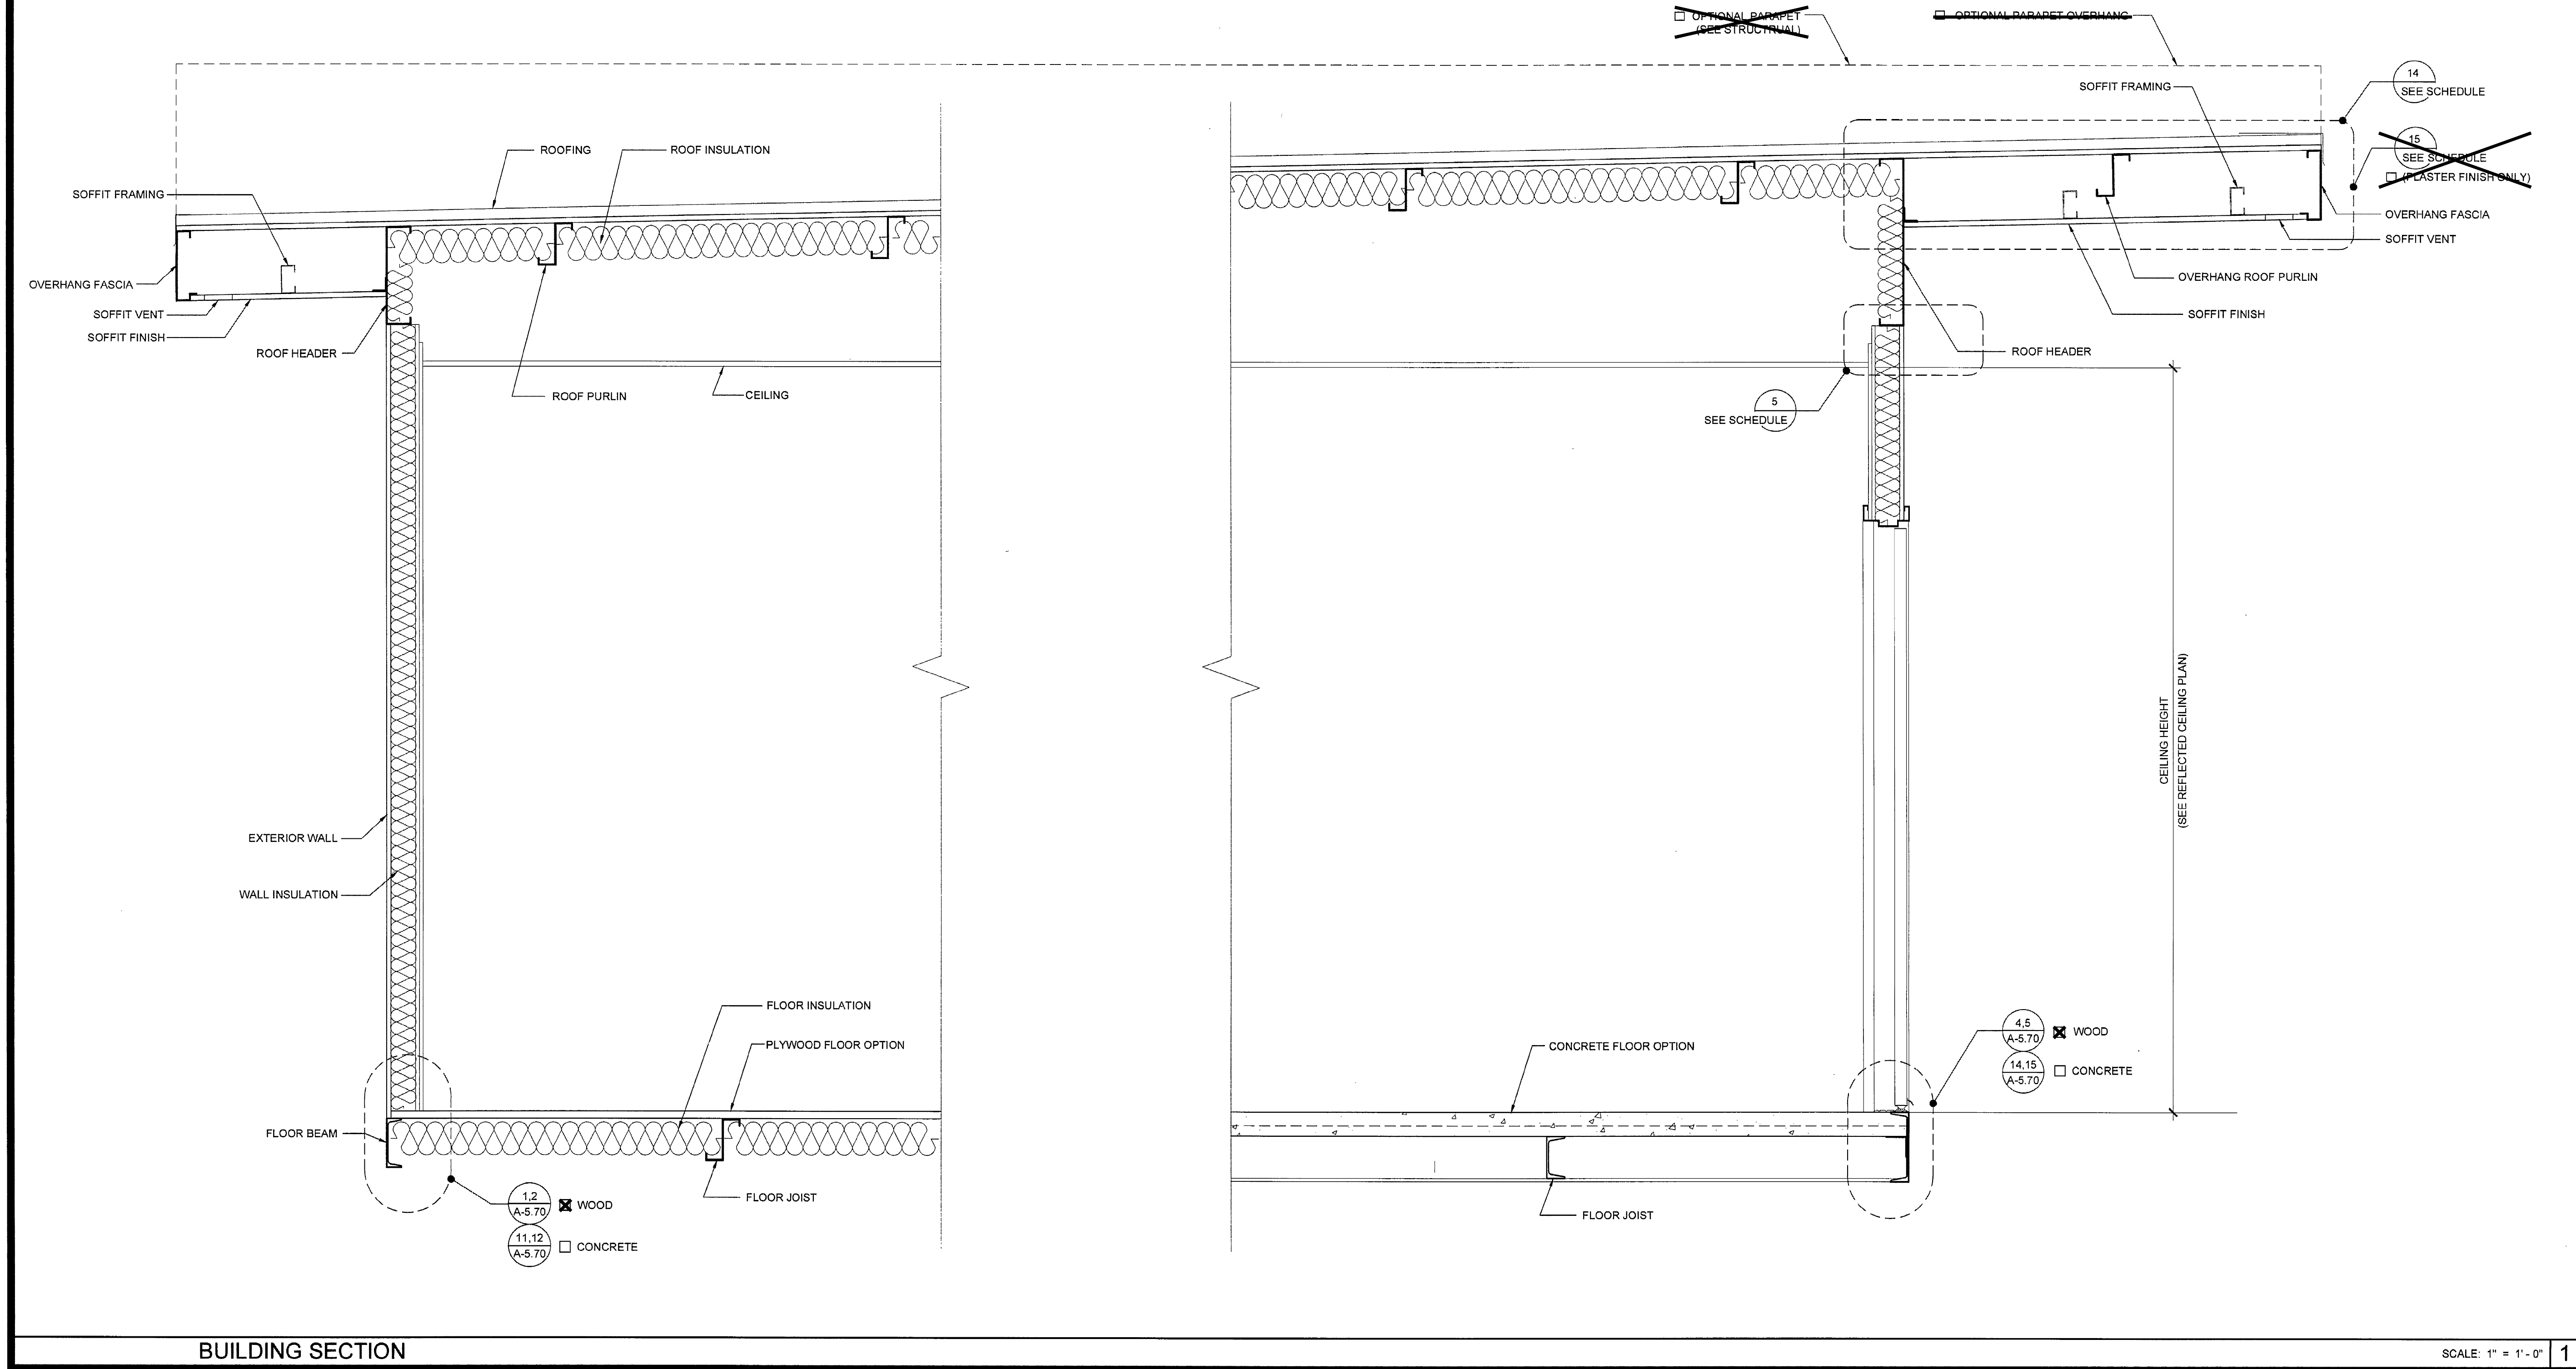 □ OPTIONAL PARAPET
(SEE STRUCTRUAL)
□ OPTIONAL PARAPET OVERHANG
14
SEE SCHEDULE
SOFFIT FRAMING
15
SEE SCHEDULE
□ (PLASTER FINISH ONLY)
ROOFING
ROOF INSULATION
SOFFIT FRAMING
OVERHANG FASCIA
SOFFIT VENT
OVERHANG ROOF PURLIN
SOFFIT FINISH
OVERHANG FASCIA
SOFFIT VENT
SOFFIT FINISH
ROOF HEADER
ROOF HEADER
ROOF PURLIN
CEILING
5
SEE SCHEDULE
CEILING HEIGHT
(SEE REFLECTED CEILING PLAN)
EXTERIOR WALL
WALL INSULATION
FLOOR INSULATION
PLYWOOD FLOOR OPTION
CONCRETE FLOOR OPTION
4,5
A-5.70
☒ WOOD
14,15
A-5.70
□ CONCRETE
FLOOR BEAM
FLOOR JOIST
FLOOR JOIST
1,2
A-5.70
☒ WOOD
11,12
A-5.70
□ CONCRETE
BUILDING SECTION
SCALE: 1" = 1' - 0"
1